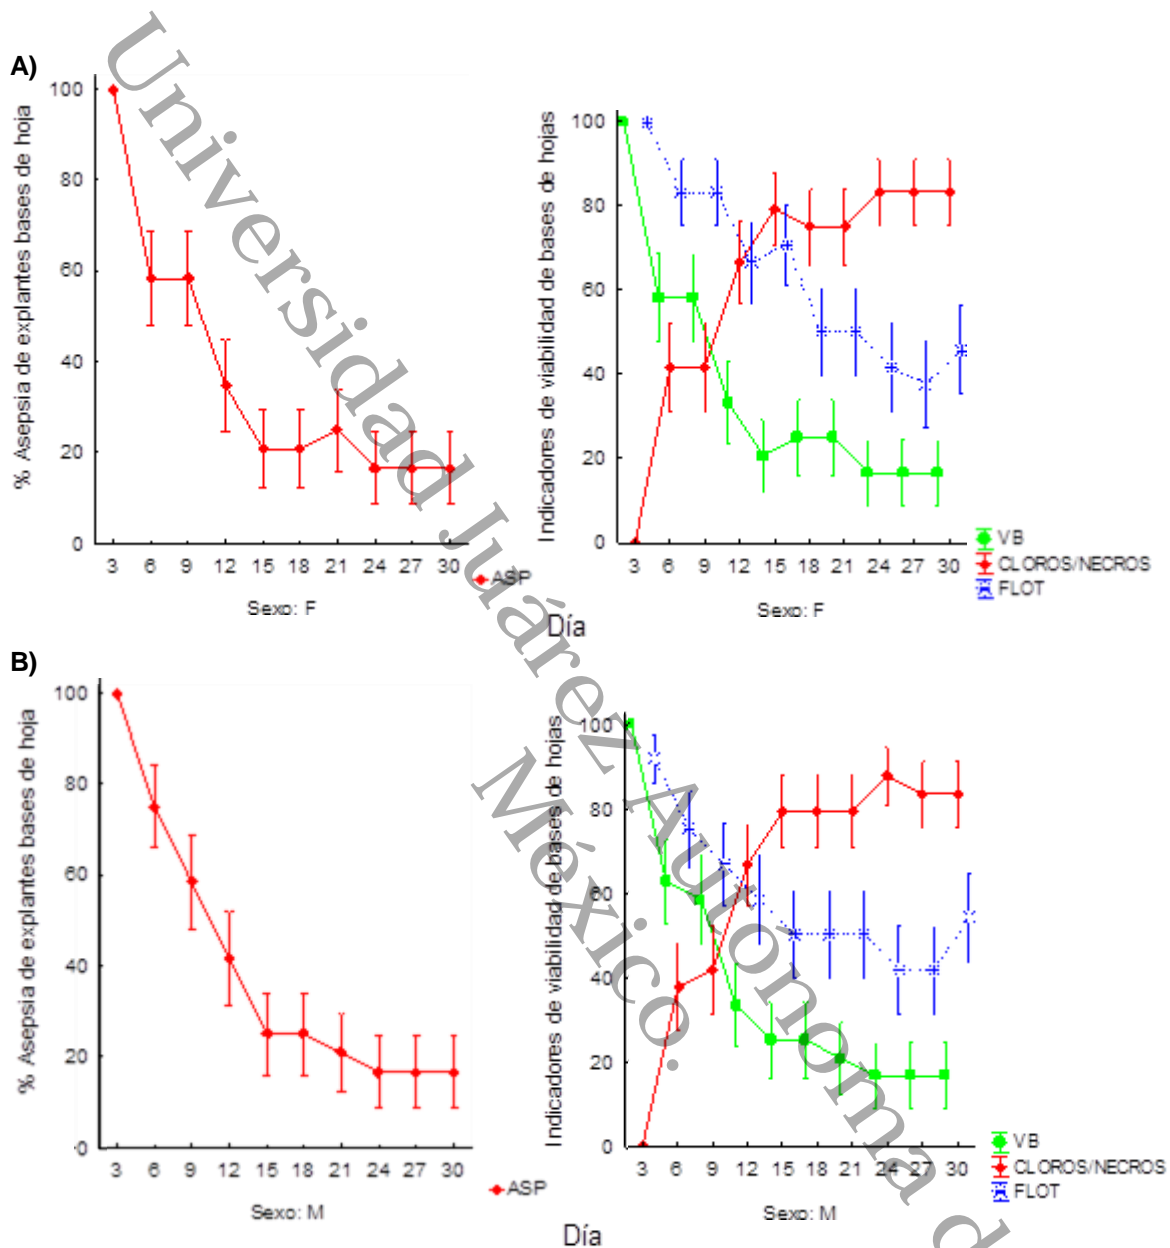 A)
% Asepsia de explantes bases de hoja
100
80
60
40
20
0
3 6 9 12 15 18 21 24 27 30
ASP
Sexo: F
Indicadores de viabilidad de bases de hojas
100
80
60
40
20
0
3 6 9 12 15 18 21 24 27 30
VB
CLOROS/NECROS
FLOT
Sexo: F
Día
B)
% Asepsia de explantes bases de hoja
100
80
60
40
20
0
3 6 9 12 15 18 21 24 27 30
ASP
Sexo: M
Indicadores de viabilidad de bases de hojas
100
80
60
40
20
0
3 6 9 12 15 18 21 24 27 30
VB
CLOROS/NECROS
FLOT
Sexo: M
Día
Universidad Juárez Autónoma d
México.